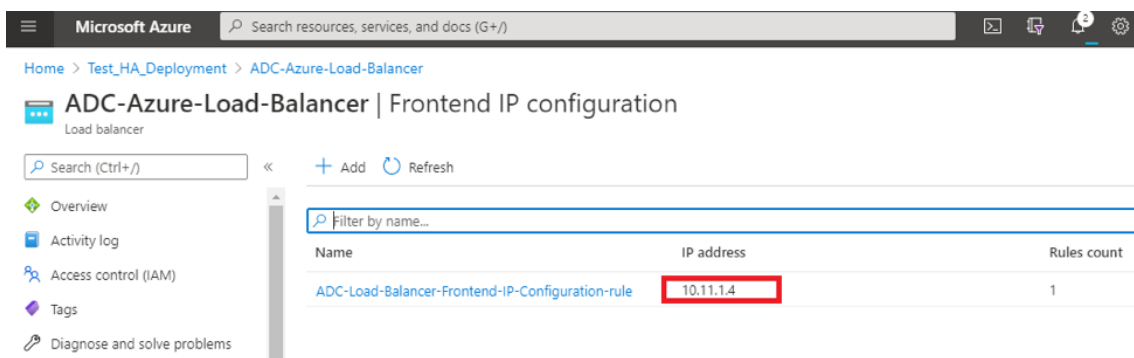 Microsoft Azure
Search resources, services, and docs (G+/)
2
Home > Test_HA_Deployment > ADC-Azure-Load-Balancer
ADC-Azure-Load-Balancer | Frontend IP configuration
Load balancer
Search (Ctrl+/)
«
+ Add
Refresh
Overview
Activity log
Access control (IAM)
Tags
Diagnose and solve problems
Filter by name...
Name IP address Rules count
ADC-Load-Balancer-Frontend-IP-Configuration-rule 10.11.1.4 1